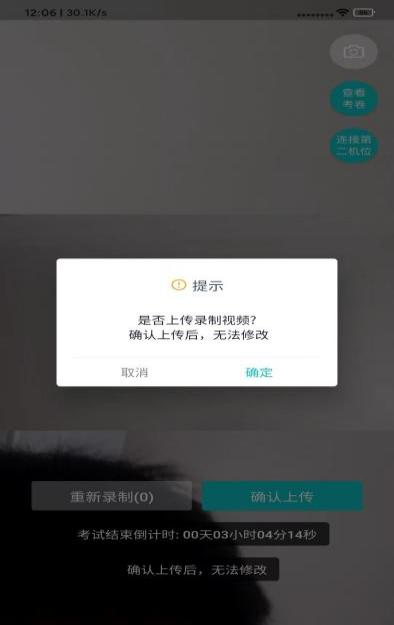 12:06 | 30.1K/s
查看
考卷
连接第
二机位
提示
是否上传录制视频？
确认上传后，无法修改
取消
确定
重新录制(0)
确认上传
考试结束倒计时: 00天03小时04分14秒
确认上传后，无法修改